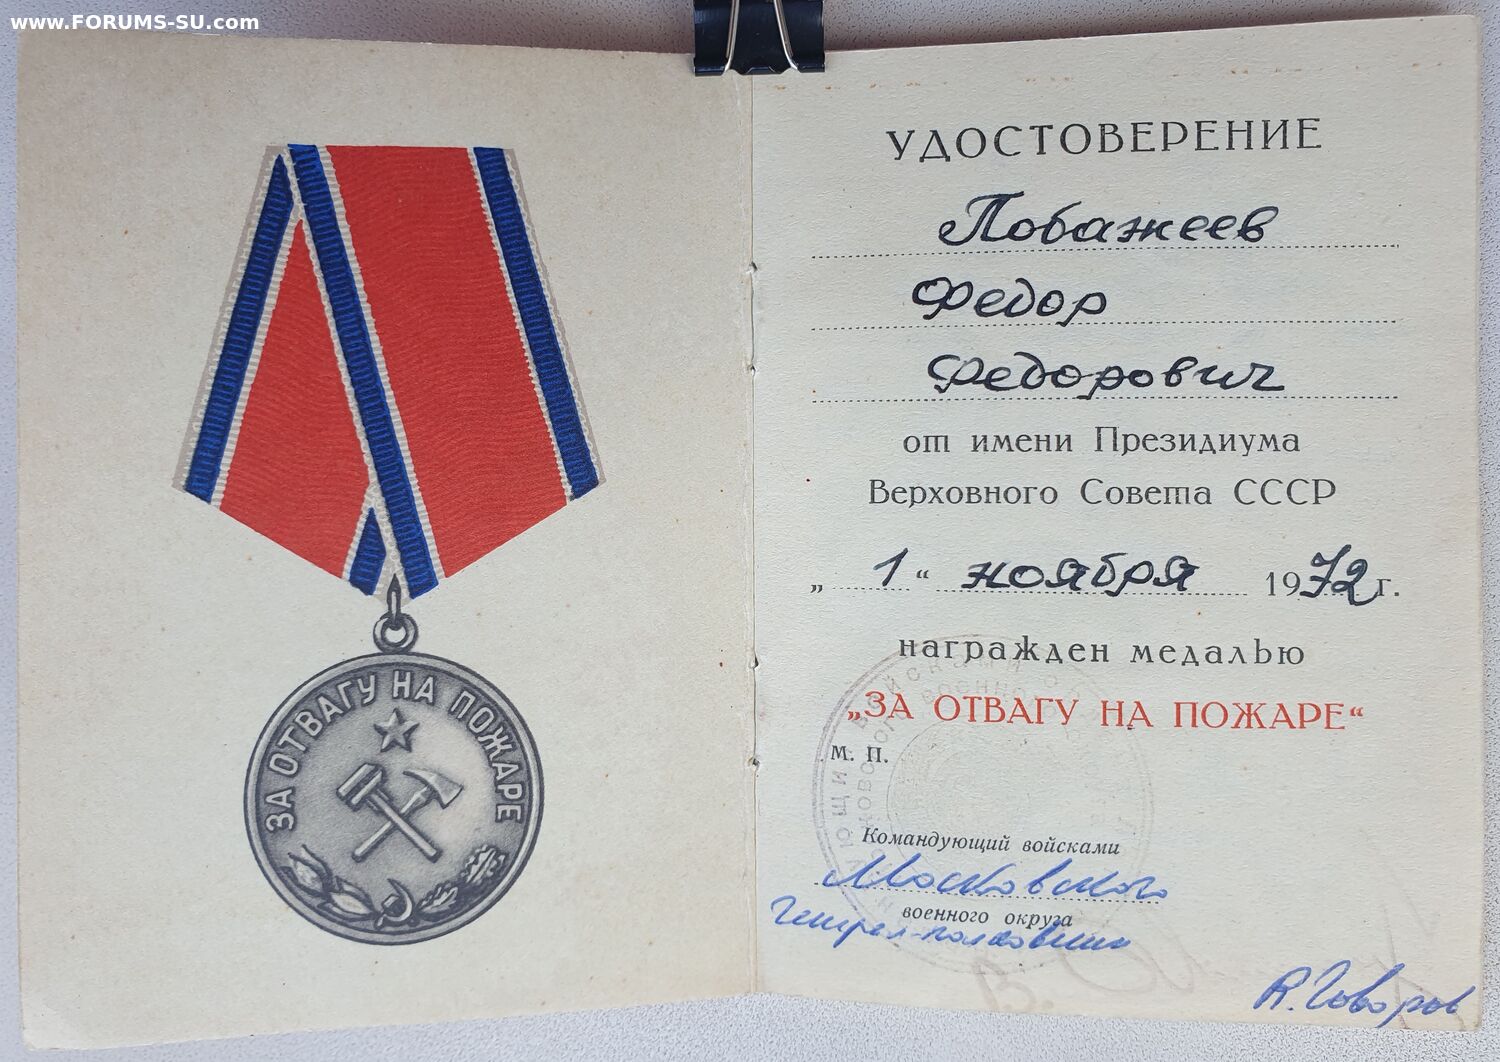 www.FORUMS-SU.com
ЗА ОТВАГУ НА ПОЖАРЕ
УДОСТОВЕРЕНИЕ
Лобажеев
Федор
Федорович
от имени Президиума
Верховного Совета СССР
„ 1 “ ноября 1972 г.
награжден медалью
„ЗА ОТВАГУ НА ПОЖАРЕ“
М. П.
Командующий войсками
Московского
военного округа
Генерал-полковник
В. Говоров